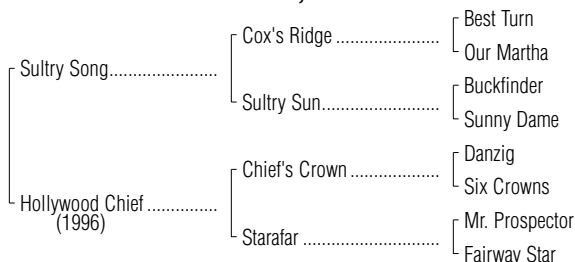 Best Turn
Cox's Ridge ........................
Our Martha
Sultry Song.........................
Buckfinder
Sultry Sun...........................
Sunny Dame
Danzig
Chief's Crown ....................
Six Crowns
Hollywood Chief ................
(1996)
Mr. Prospector
Starafar ...............................
Fairway Star